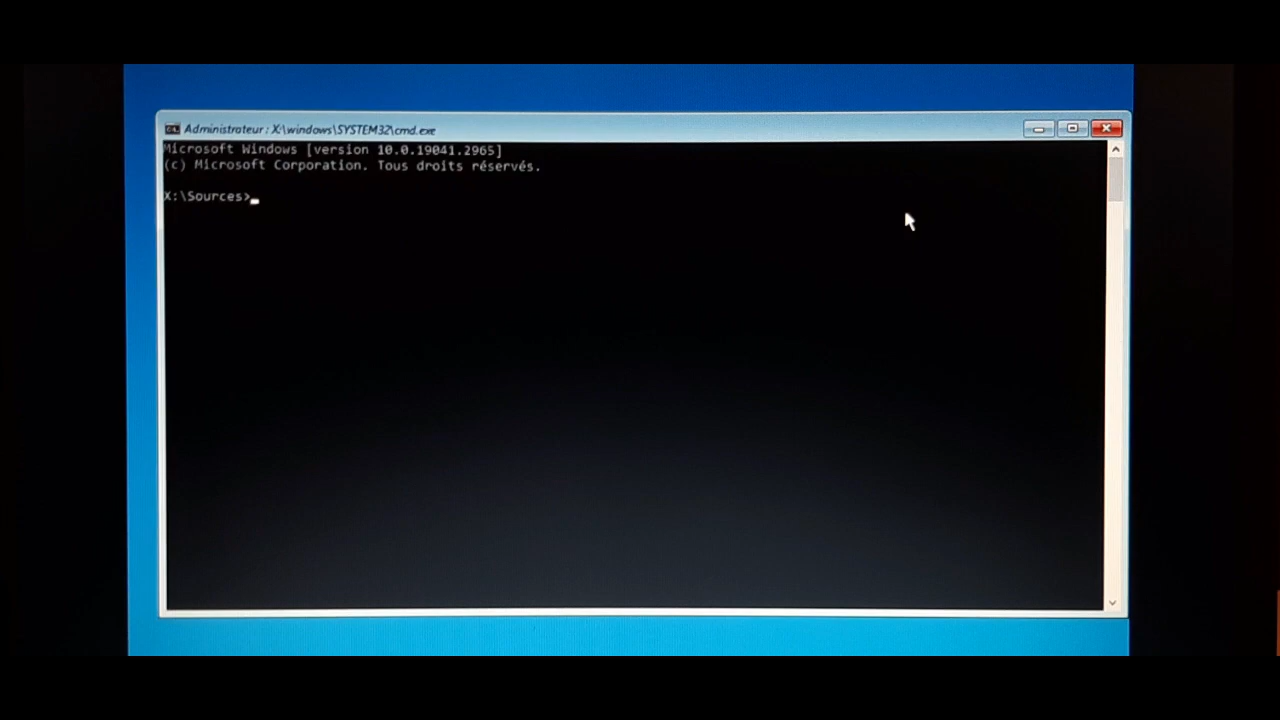 Administrateur : X:\windows\SYSTEM32\cmd.exe
Microsoft Windows [version 10.0.19041.2965]
(c) Microsoft Corporation. Tous droits réservés.
X:\Sources>